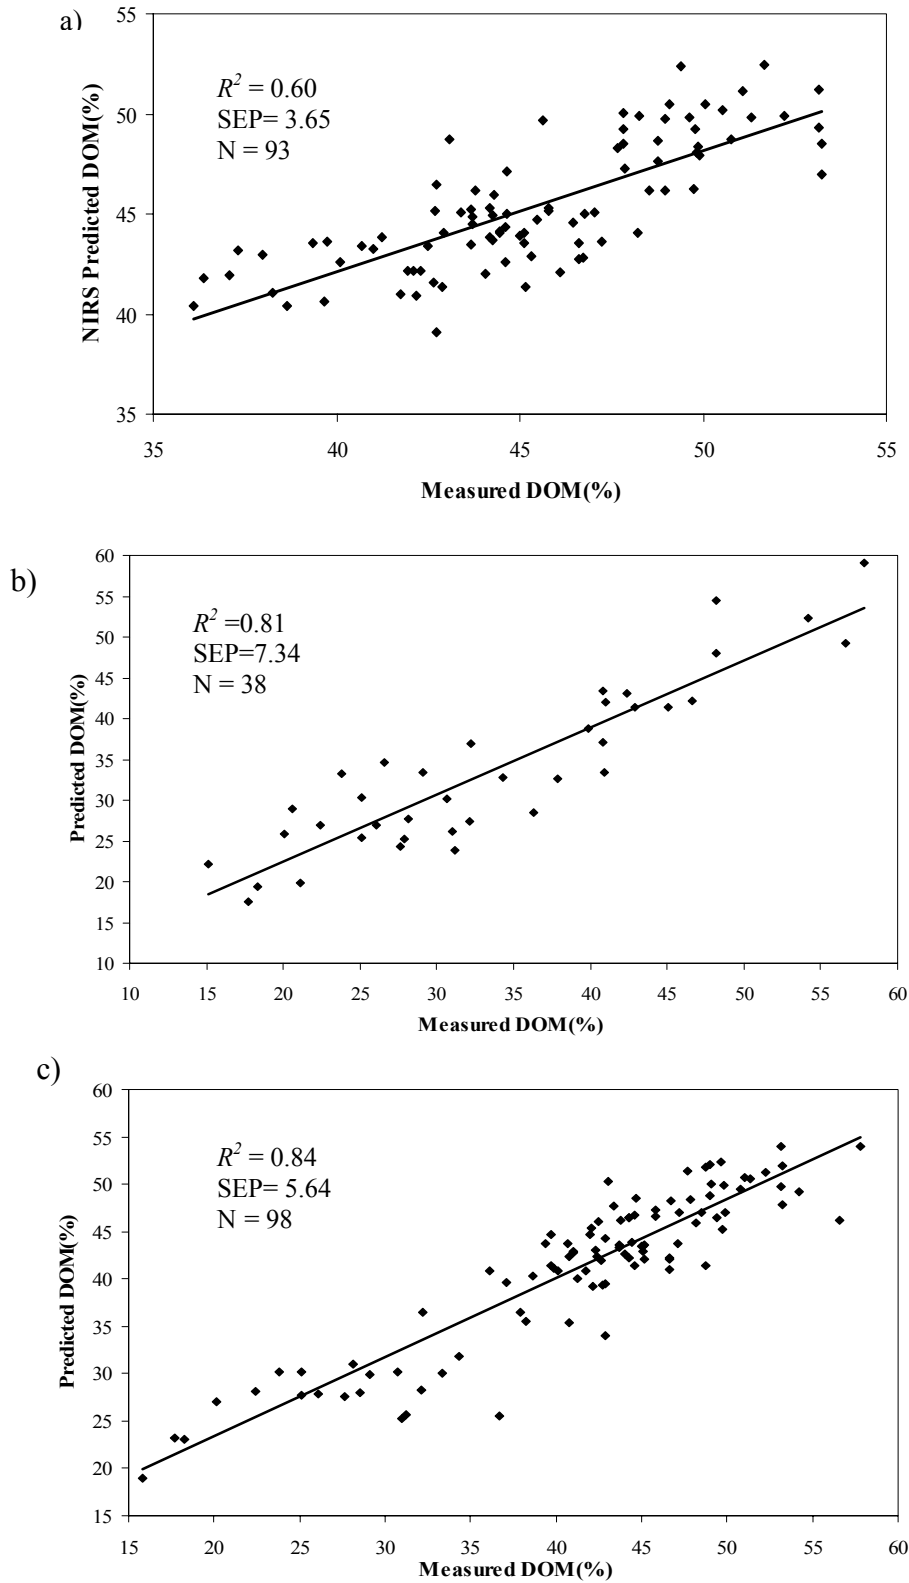 a)
55
50
45
40
35
NIRS Predicted DOM(%)
R² = 0.60
SEP= 3.65
N = 93
35 40 45 50 55
Measured DOM(%)
b)
60
55
50
45
40
35
30
25
20
15
10
Predicted DOM(%)
R² =0.81
SEP=7.34
N = 38
10 15 20 25 30 35 40 45 50 55 60
Measured DOM(%)
c)
60
55
50
45
40
35
30
25
20
15
Predicted DOM(%)
R² = 0.84
SEP= 5.64
N = 98
15 20 25 30 35 40 45 50 55 60
Measured DOM(%)